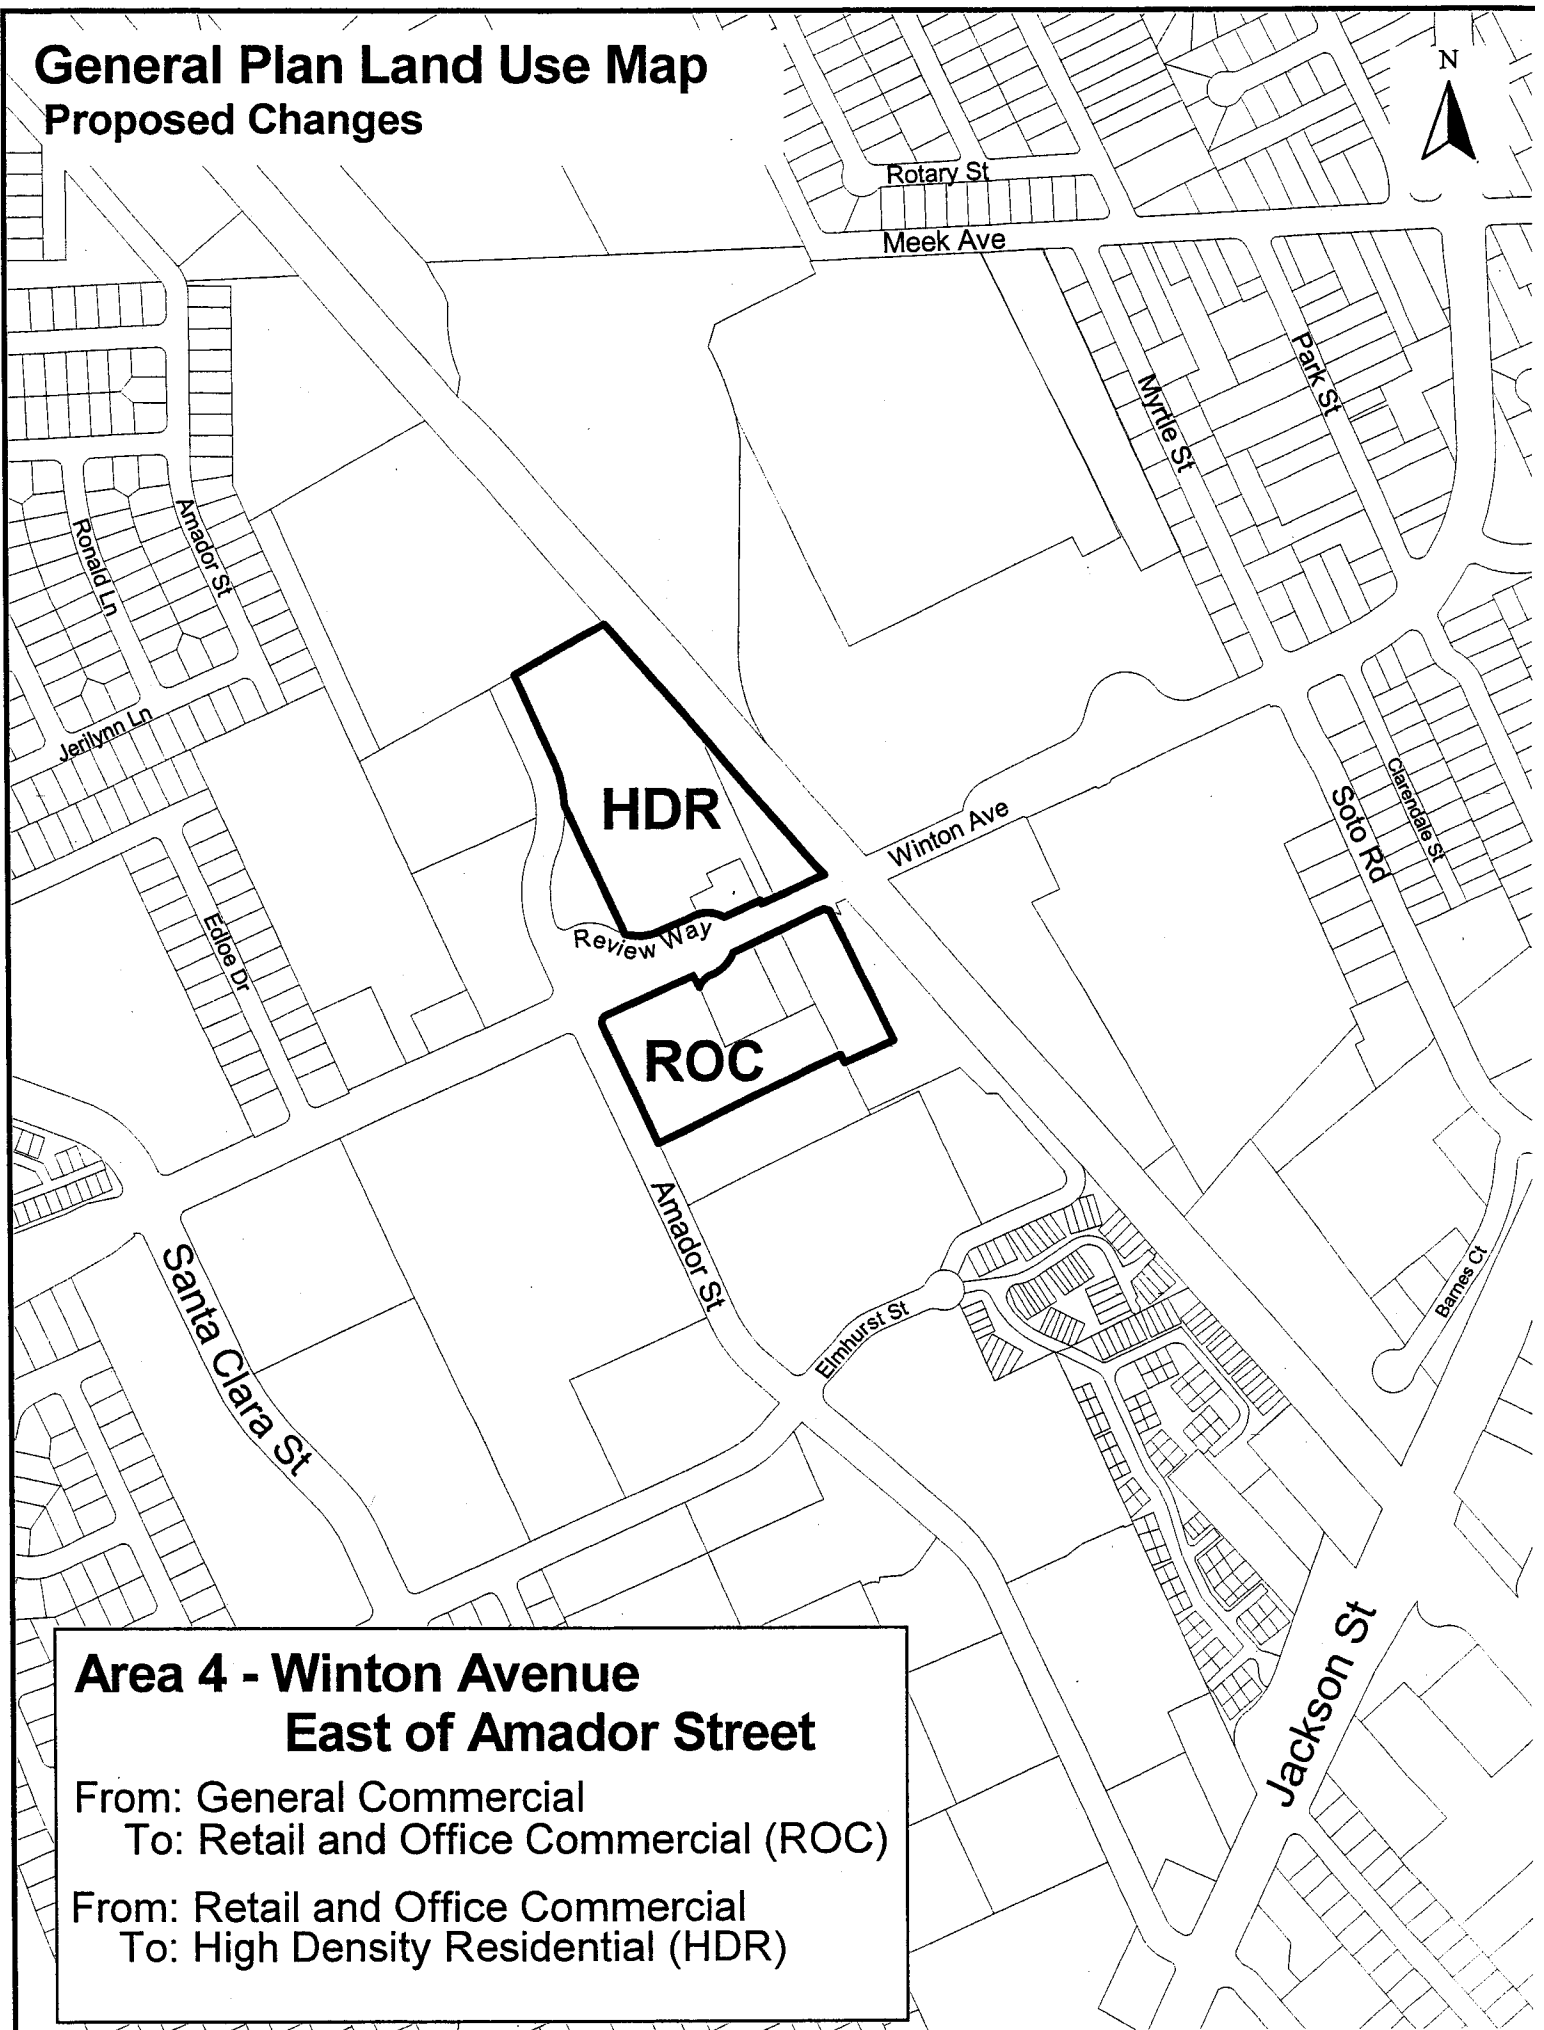 General Plan Land Use Map
Proposed Changes
N
Rotary St
Meek Ave
Park St
Myrtle St
Ronald Ln
Amador St
Jerilynn Ln
HDR
Winton Ave
Clarendale St
Soto Rd
Edloe Dr
Review Way
ROC
Amador St
Santa Clara St
Elmhurst St
Barnes Ct
Jackson St
Area 4 - Winton Avenue
East of Amador Street
From: General Commercial
To: Retail and Office Commercial (ROC)
From: Retail and Office Commercial
To: High Density Residential (HDR)